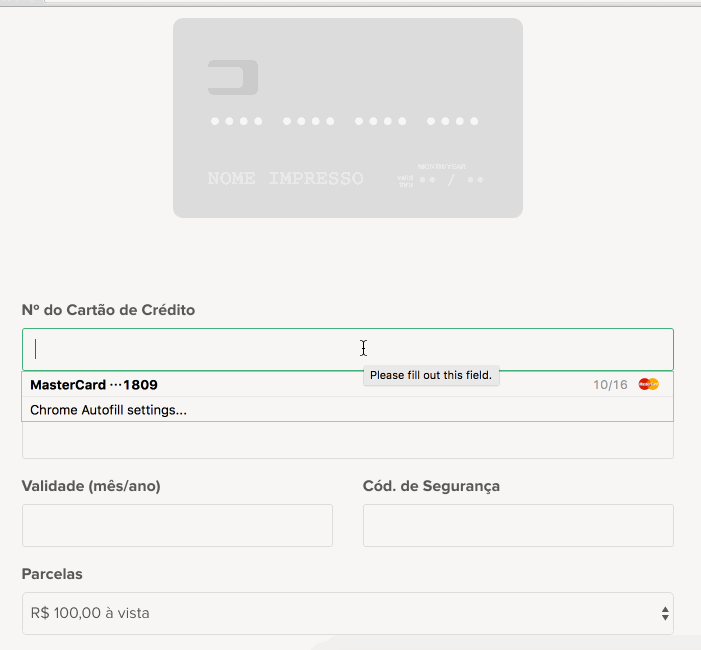 MONTH/YEAR
NOME IMPRESSO
valid
thru
/
Nº do Cartão de Crédito
Please fill out this field.
MasterCard ···1809
10/16
MasterCard
Chrome Autofill settings...
Validade (mês/ano)
Cód. de Segurança
Parcelas
R$ 100,00 à vista